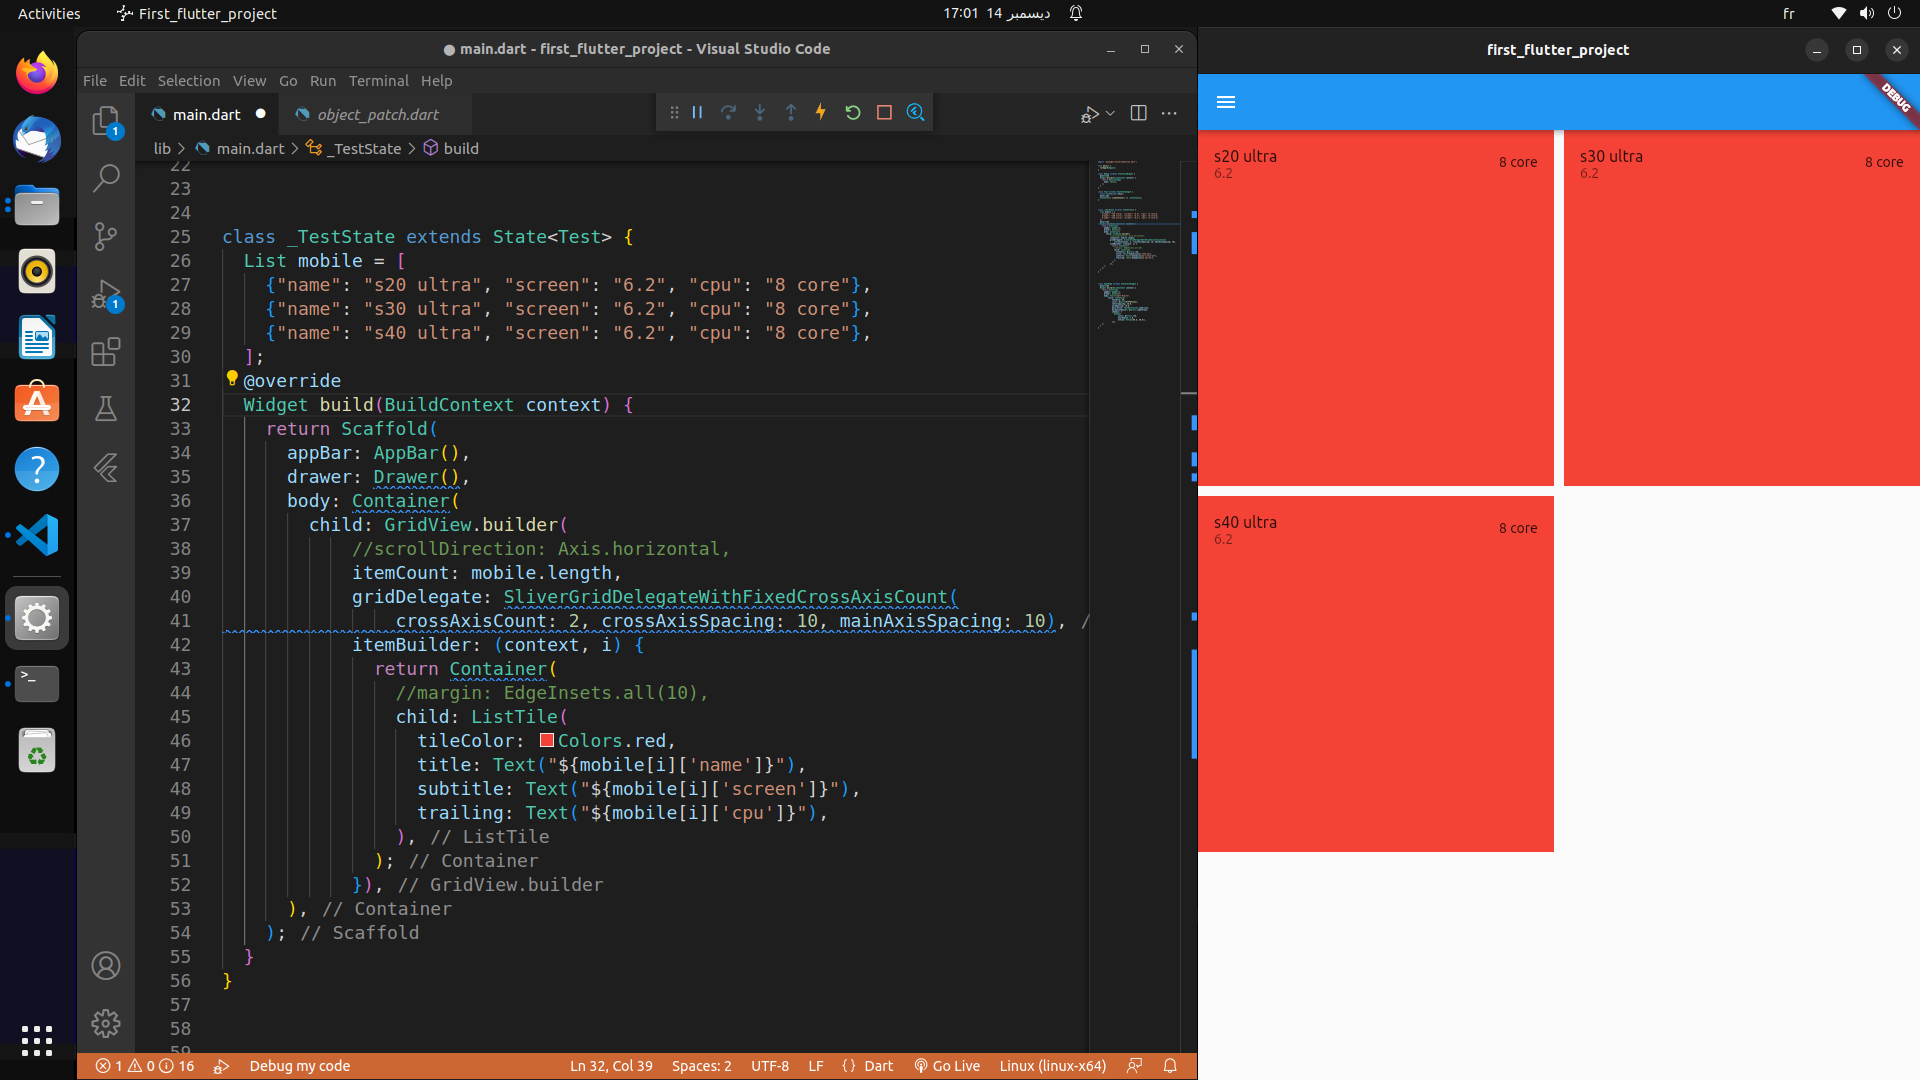 Activities
First_flutter_project
17:01 14 ديسمبر
fr
main.dart - first_flutter_project - Visual Studio Code
File Edit Selection View Go Run Terminal Help
main.dart
object_patch.dart
lib > main.dart > _TestState > build
1
1
22
23
24
25 class _TestState extends State<Test> {
26 List mobile = [
27 {"name": "s20 ultra", "screen": "6.2", "cpu": "8 core"},
28 {"name": "s30 ultra", "screen": "6.2", "cpu": "8 core"},
29 {"name": "s40 ultra", "screen": "6.2", "cpu": "8 core"},
30 ];
31 @override
32 Widget build(BuildContext context) {
33 return Scaffold(
34 appBar: AppBar(),
35 drawer: Drawer(),
36 body: Container(
37 child: GridView.builder(
38 //scrollDirection: Axis.horizontal,
39 itemCount: mobile.length,
40 gridDelegate: SliverGridDelegateWithFixedCrossAxisCount(
41 crossAxisCount: 2, crossAxisSpacing: 10, mainAxisSpacing: 10), /
42 itemBuilder: (context, i) {
43 return Container(
44 //margin: EdgeInsets.all(10),
45 child: ListTile(
46 tileColor: Colors.red,
47 title: Text("${mobile[i]['name']}"),
48 subtitle: Text("${mobile[i]['screen']}"),
49 trailing: Text("${mobile[i]['cpu']}"),
50 ), // ListTile
51 ); // Container
52 }), // GridView.builder
53 ), // Container
54 ); // Scaffold
55 }
56 }
57
58
59
1 0 16 Debug my code
Ln 32, Col 39 Spaces: 2 UTF-8 LF {} Dart Go Live Linux (linux-x64)
first_flutter_project
DEBUG
s20 ultra
6.2
8 core
s30 ultra
6.2
8 core
s40 ultra
6.2
8 core